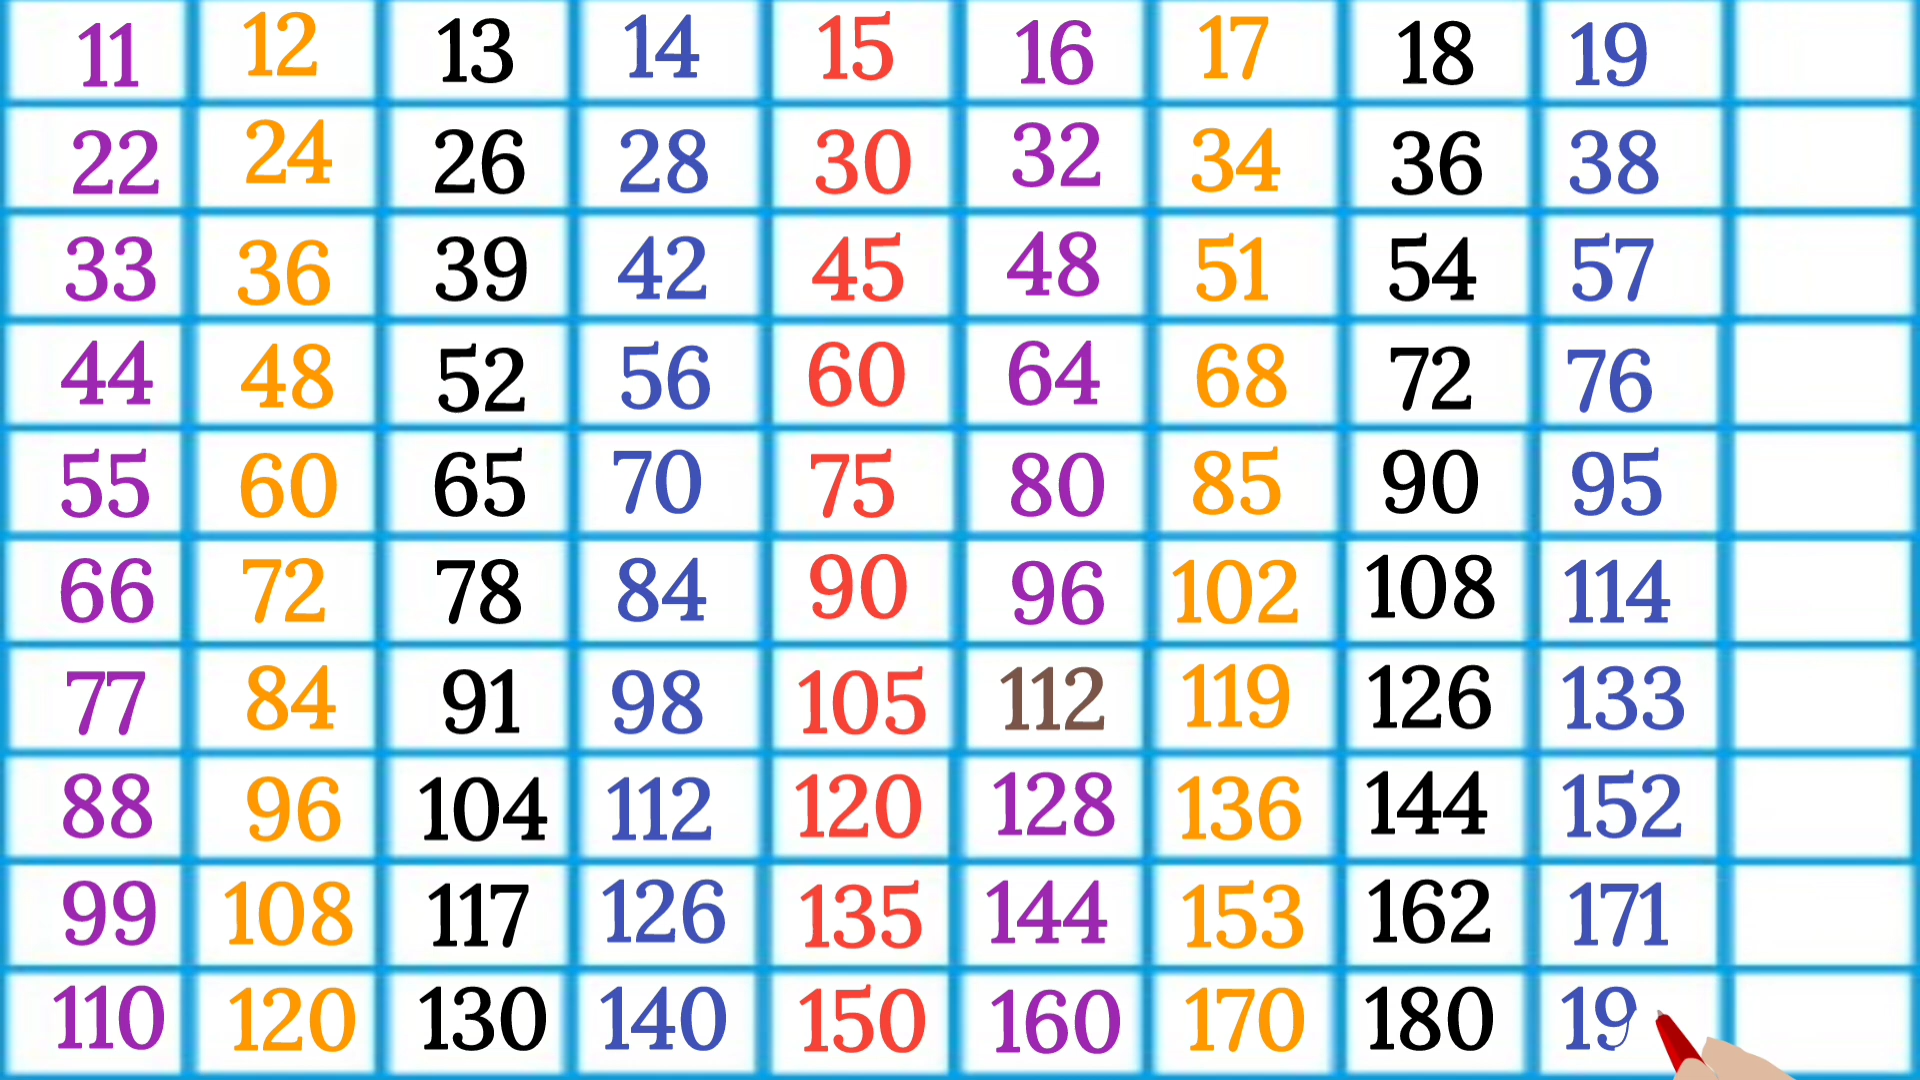 11 12 13 14 15 16 17 18 19
22 24 26 28 30 32 34 36 38
33 36 39 42 45 48 51 54 57
44 48 52 56 60 64 68 72 76
55 60 65 70 75 80 85 90 95
66 72 78 84 90 96 102 108 114
77 84 91 98 105 112 119 126 133
88 96 104 112 120 128 136 144 152
99 108 117 126 135 144 153 162 171
110 120 130 140 150 160 170 180 19